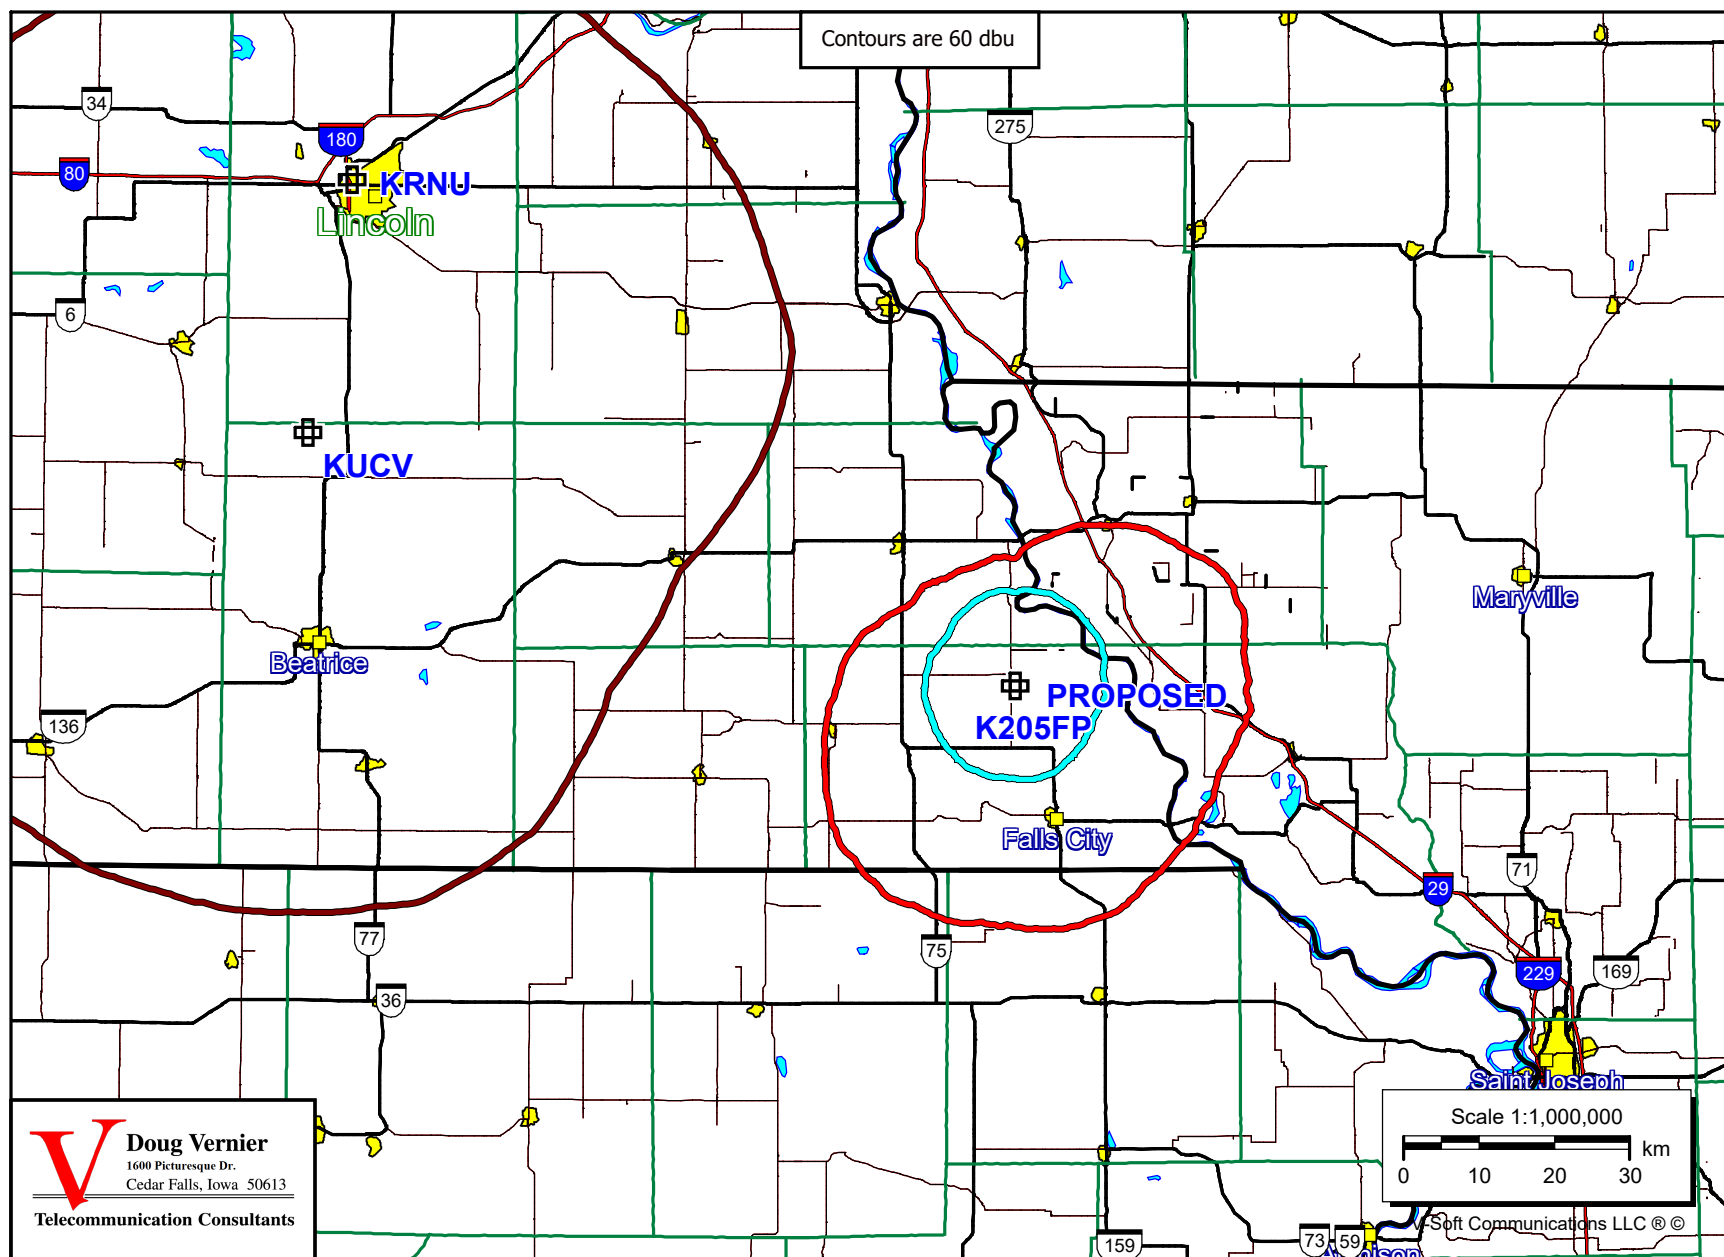 Contours are 60 dbu
34
180
275
80
KRNU
Lincoln
6
KUCV
Maryville
Beatrice
PROPOSED
K205FP
136
Falls City
71
29
77
75
229
169
36
Saint Joseph
Scale 1:1,000,000
km
0 10 20 30
V
Doug Vernier
1600 Picturesque Dr.
Cedar Falls, Iowa 50613
Telecommunication Consultants
V-Soft Communications LLC ® ©
159
73
59